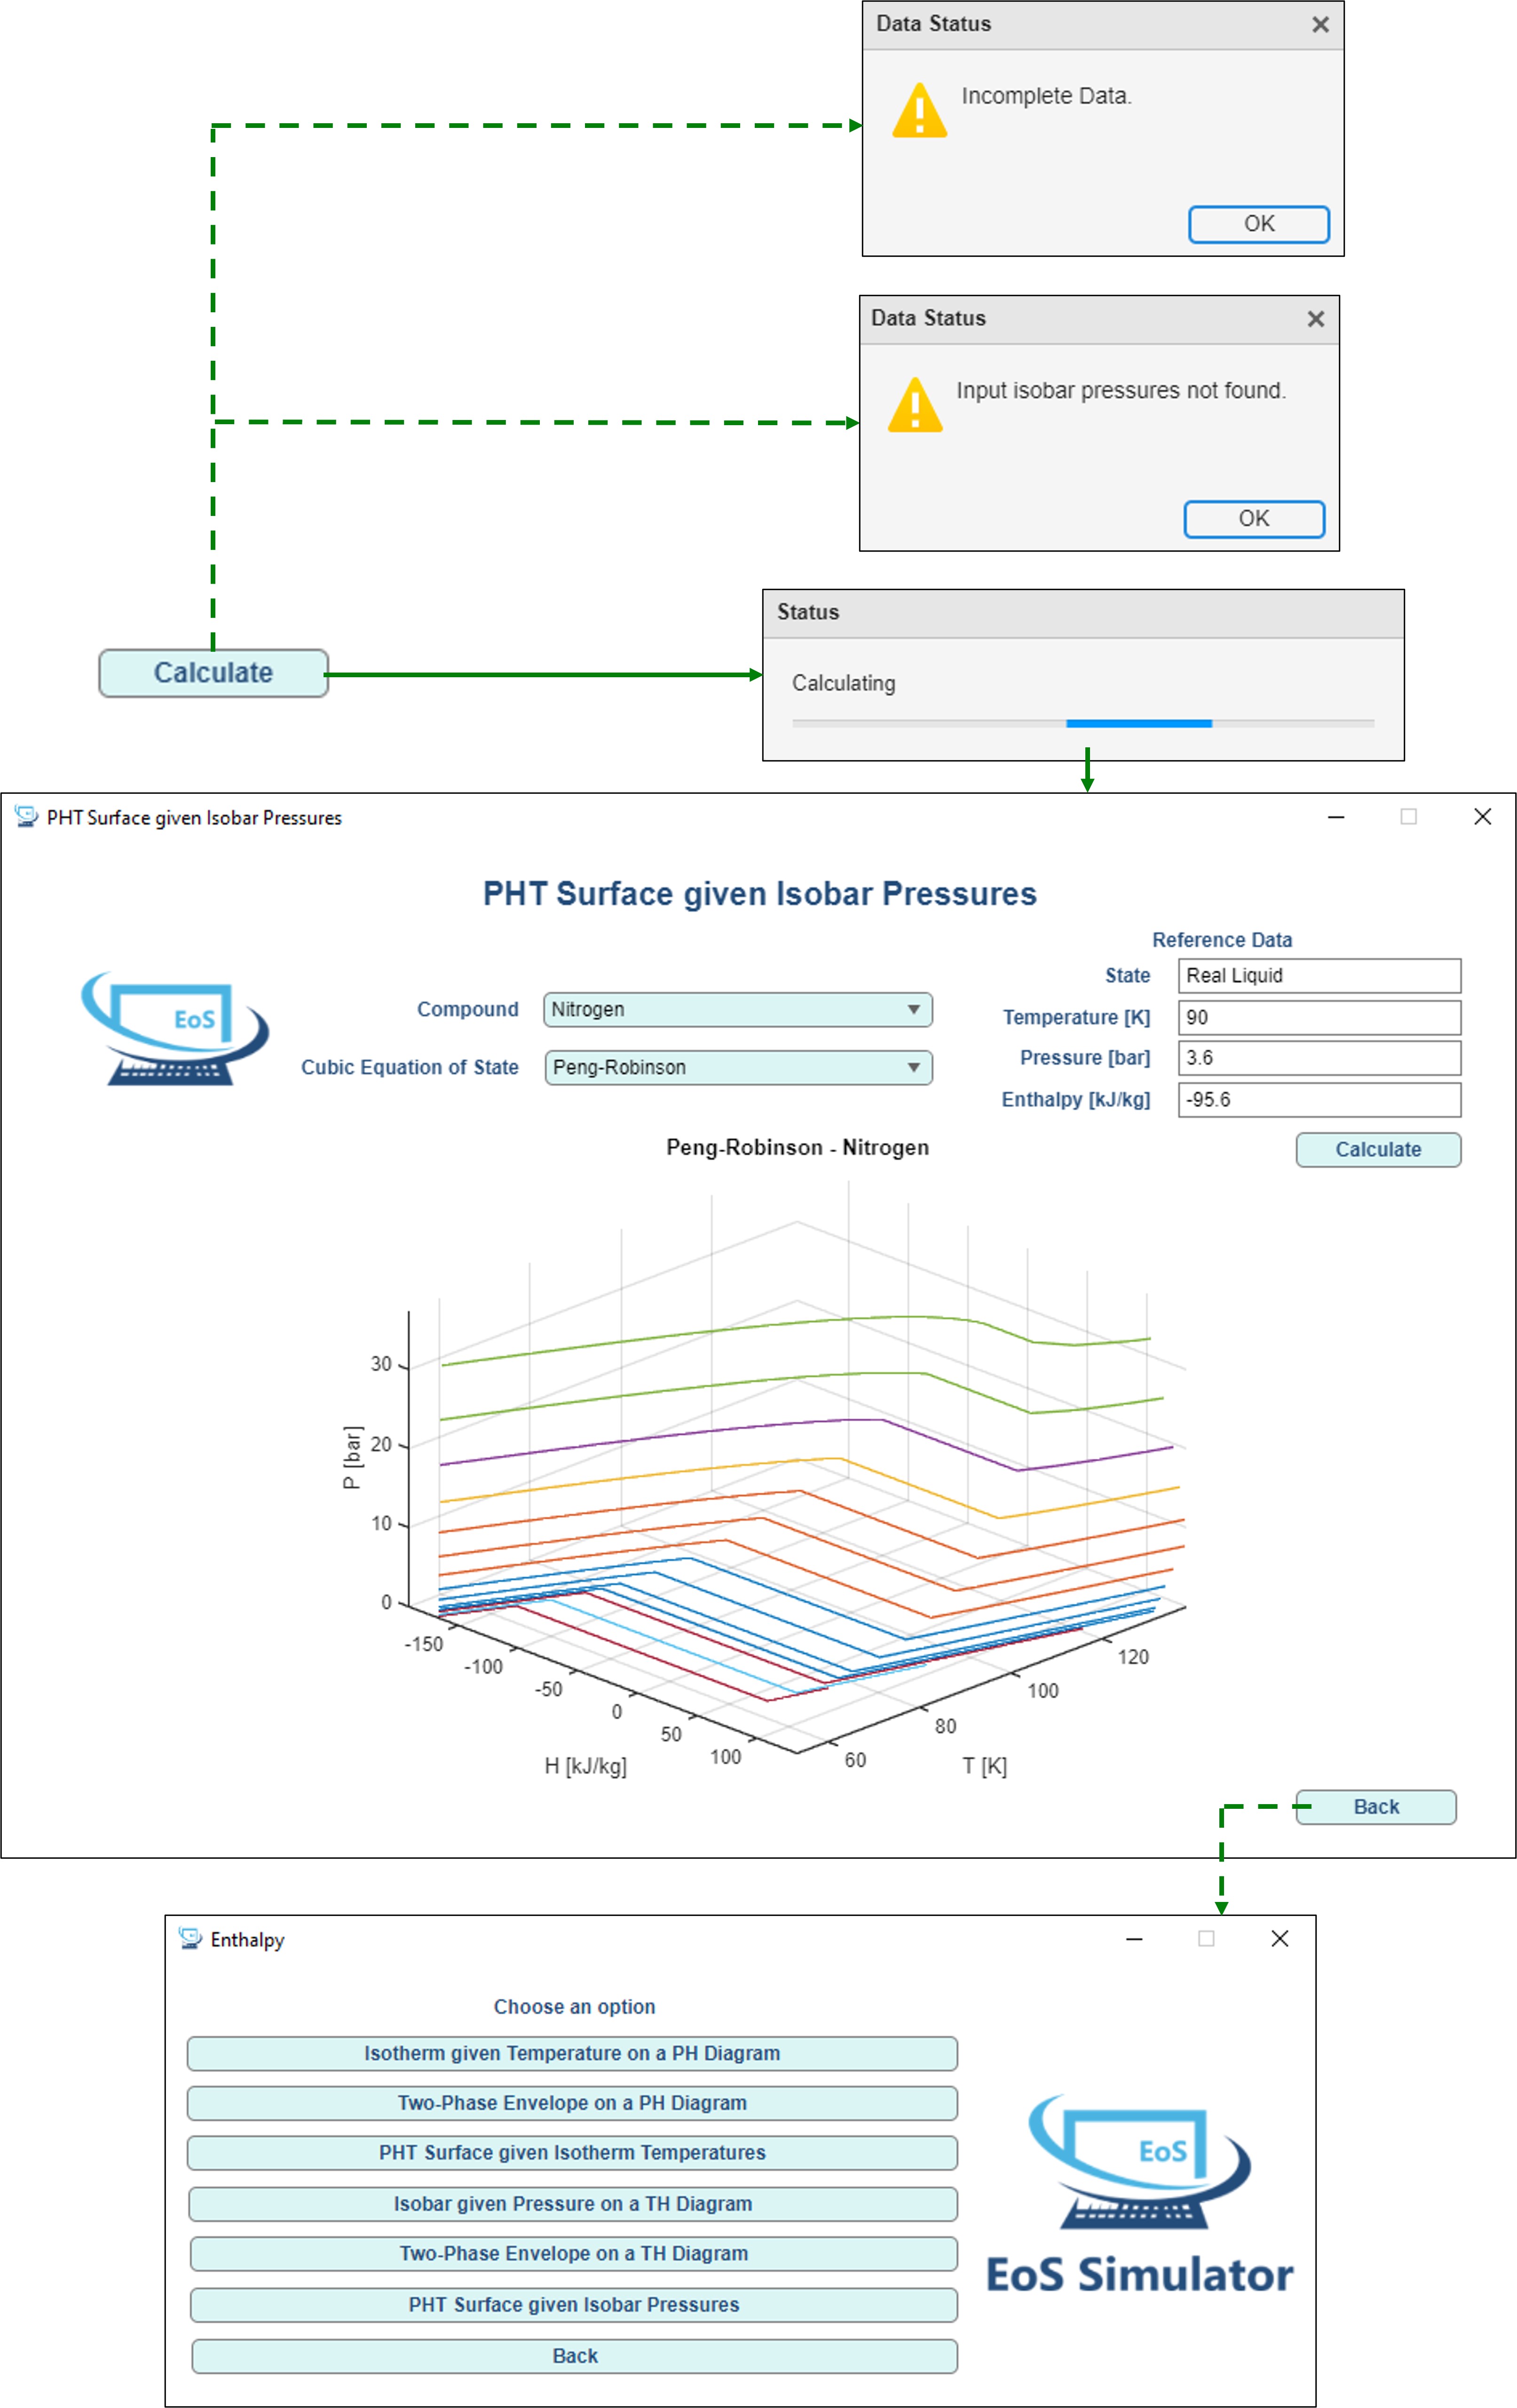 Data Status
Incomplete Data.
OK
Data Status
Input isobar pressures not found.
OK
Status
Calculate
Calculating
PHT Surface given Isobar Pressures
PHT Surface given Isobar Pressures
Reference Data
State
Real Liquid
EoS
Compound
Nitrogen
Temperature [K]
90
Pressure [bar]
3.6
Cubic Equation of State
Peng-Robinson
Enthalpy [kJ/kg]
-95.6
Peng-Robinson - Nitrogen
Calculate
P [bar]
30
20
10
0
-150
-100
-50
0
50
100
H [kJ/kg]
60
80
100
120
T [K]
Back
Enthalpy
Choose an option
Isotherm given Temperature on a PH Diagram
Two-Phase Envelope on a PH Diagram
PHT Surface given Isotherm Temperatures
Isobar given Pressure on a TH Diagram
Two-Phase Envelope on a TH Diagram
PHT Surface given Isobar Pressures
Back
EoS
EoS Simulator